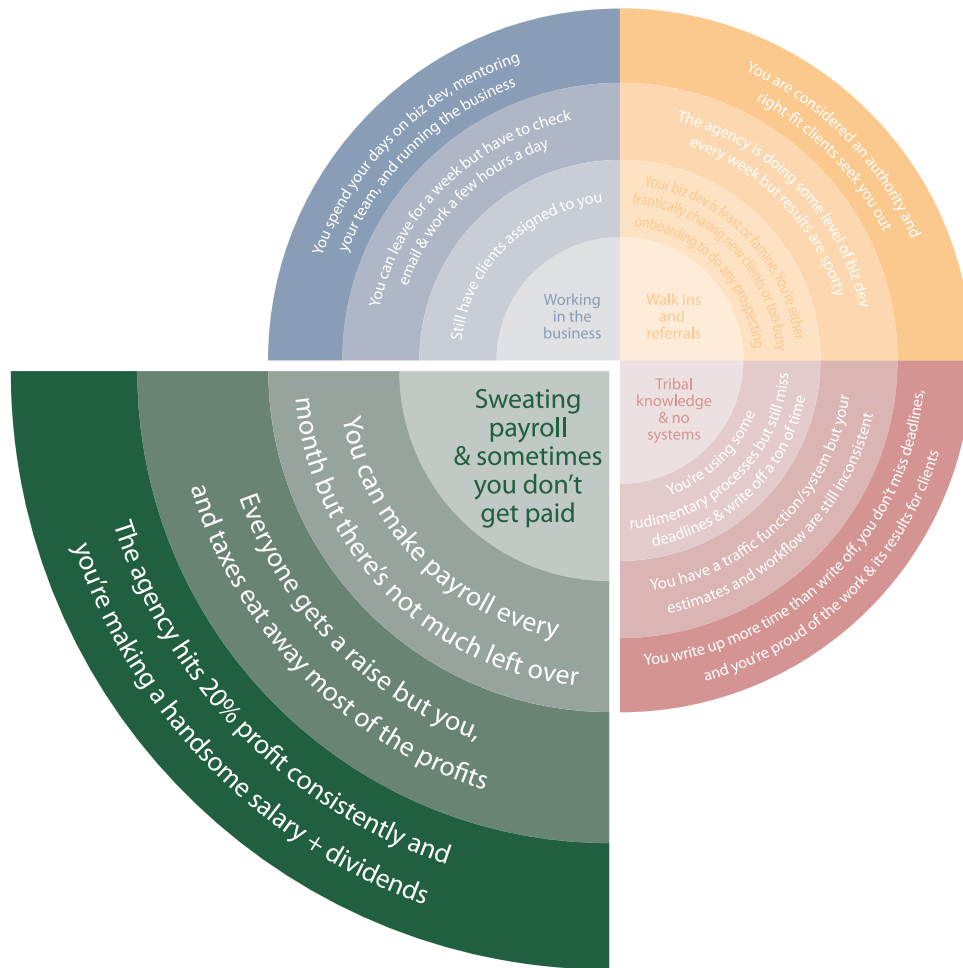 You spend your days on biz dev, mentoring
your team, and running the business
You can leave for a week but have to check
email & work a few hours a day
Still have clients assigned to you
Working
in the
business
You are considered an authority and
right-fit clients seek you out
The agency is doing some level of biz dev
every week but results are spotty
Your biz dev is feast or famine. You're either
frantically chasing new clients or too busy
onboarding to do any prospecting
Walk ins
and
referrals
Tribal
knowledge
& no
systems
You're using some
rudimentary processes but still miss
deadlines & write off a ton of time
You have a traffic function/system but your
estimates and workflow are still inconsistent
You write up more time than write off, you don't miss deadlines,
and you're proud of the work & its results for clients
Sweating
payroll
& sometimes
you don't
get paid
You can make payroll every
month but there's not much left over
Everyone gets a raise but you,
and taxes eat away most of the profits
The agency hits 20% profit consistently and
you're making a handsome salary + dividends